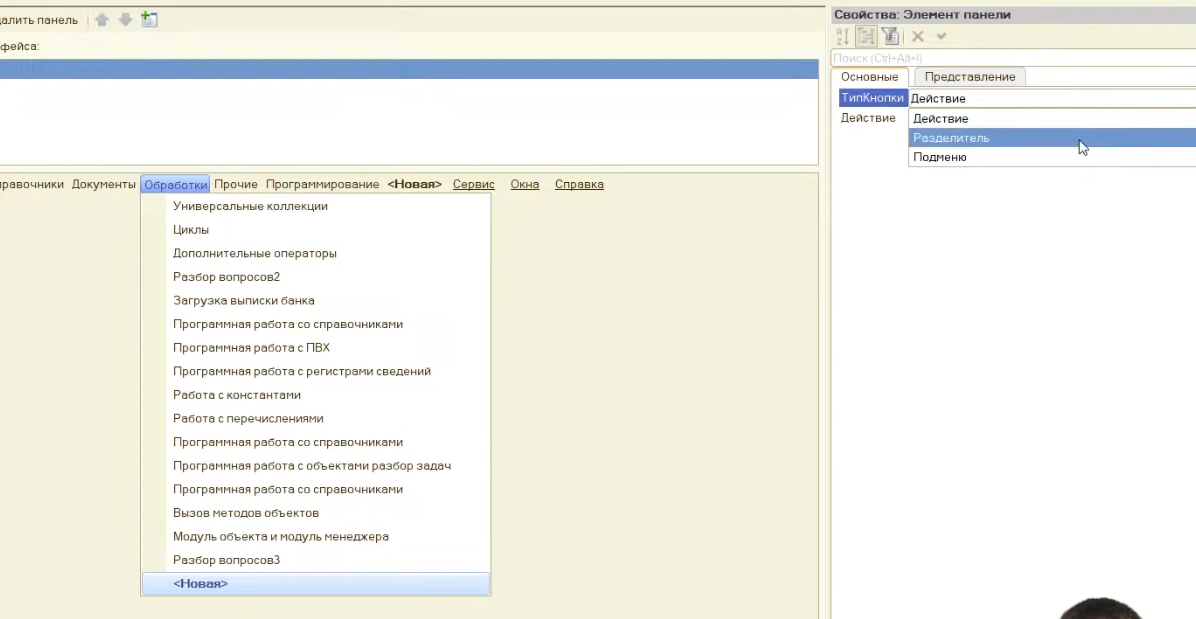 далить панель
Свойства: Элемент панели
фейса:
Поиск (Ctrl+Alt+I)
Основные Представление
ТипКнопки Действие
Действие Действие
Разделитель
Подменю
правочники Документы Обработки Прочие Программирование <Новая> Сервис Окна Справка
Универсальные коллекции
Циклы
Дополнительные операторы
Разбор вопросов2
Загрузка выписки банка
Программная работа со справочниками
Программная работа с ПВХ
Программная работа с регистрами сведений
Работа с константами
Работа с перечислениями
Программная работа со справочниками
Программная работа с объектами разбор задач
Программная работа со справочниками
Вызов методов объектов
Модуль объекта и модуль менеджера
Разбор вопросов3
<Новая>